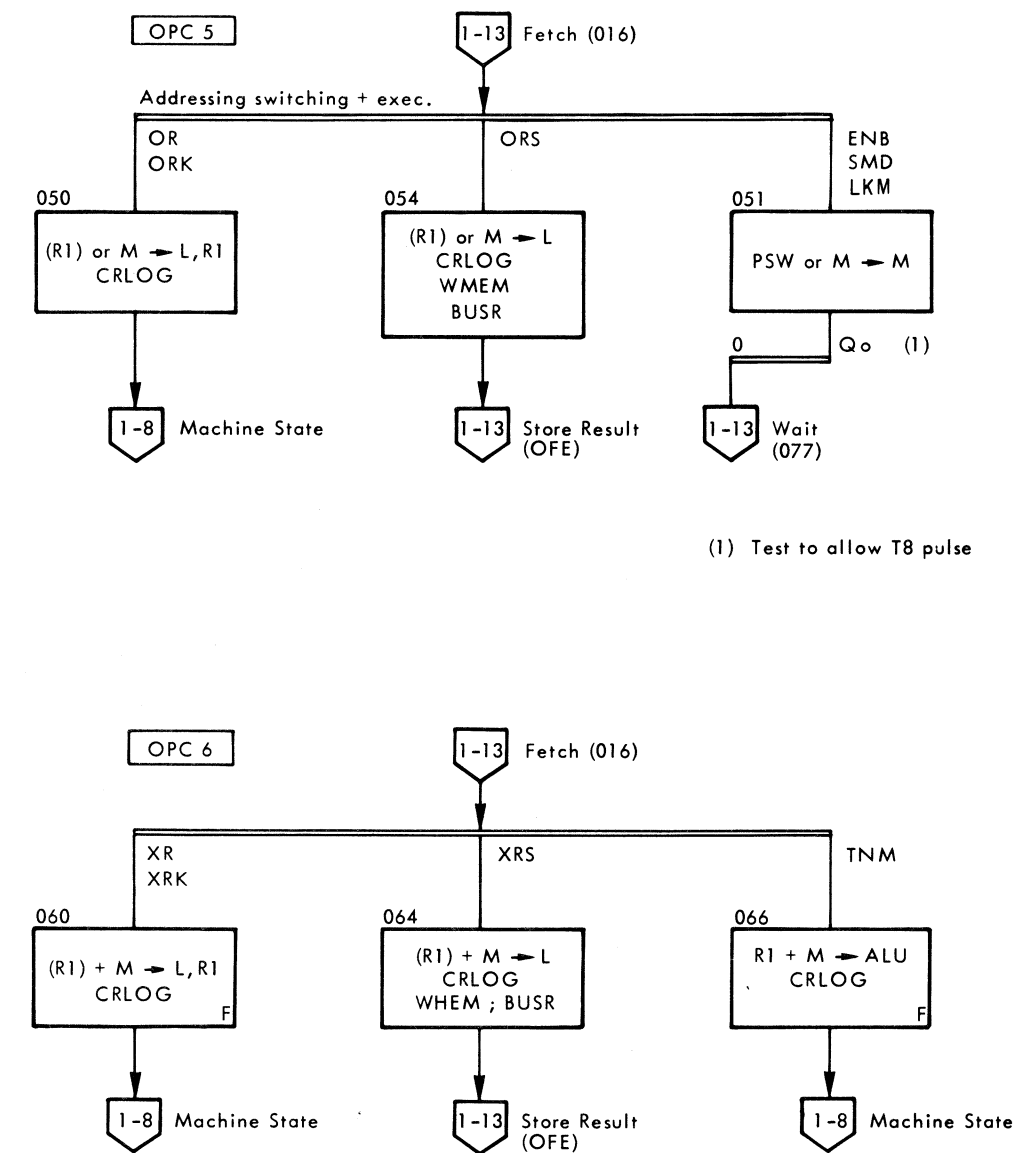 OPC 5
1-13 Fetch (016)
Addressing switching + exec.
OR
ORK
ORS
ENB
SMD
LKM
050
(R1) or M → L, R1
CRLOG
054
(R1) or M → L
CRLOG
WMEM
BUSR
051
PSW or M → M
0
Qo (1)
1-8 Machine State
1-13 Store Result
(OFE)
1-13 Wait
(077)
(1) Test to allow T8 pulse
OPC 6
1-13 Fetch (016)
XR
XRK
XRS
TNM
060
(R1) + M → L, R1
CRLOG
F
064
(R1) + M → L
CRLOG
WHEM ; BUSR
066
R1 + M → ALU
CRLOG
F
1-8 Machine State
1-13 Store Result
(OFE)
1-8 Machine State